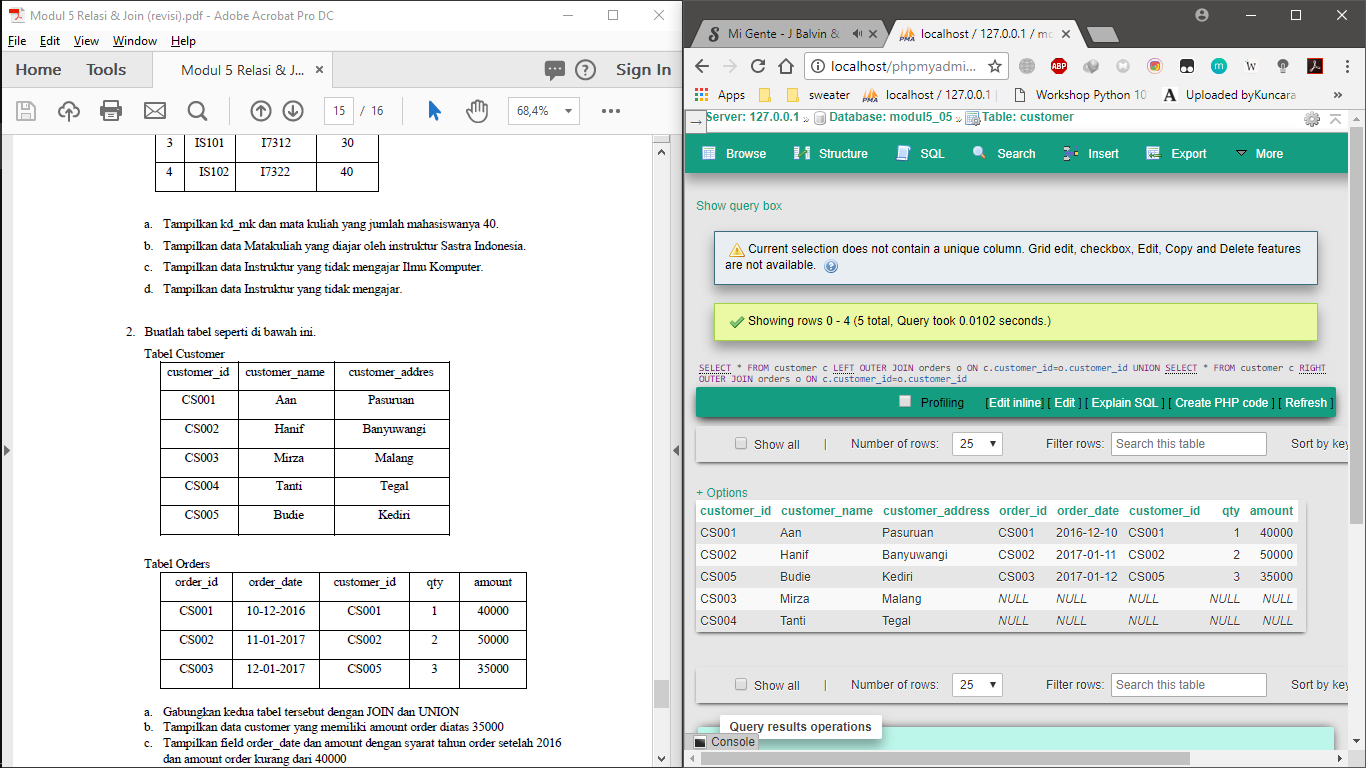 Modul 5 Relasi & Join (revisi).pdf - Adobe Acrobat Pro DC
File Edit View Window Help
Home Tools Modul 5 Relasi & J... × ? Sign In
15 / 16 68,4%
3 IS101 I7312 30
4 IS102 I7322 40
a. Tampilkan kd_mk dan mata kuliah yang jumlah mahasiswanya 40.
b. Tampilkan data Matakuliah yang diajar oleh instruktur Sastra Indonesia.
c. Tampilkan data Instruktur yang tidak mengajar Ilmu Komputer.
d. Tampilkan data Instruktur yang tidak mengajar.
2. Buatlah tabel seperti di bawah ini.
Tabel Customer
customer_id customer_name customer_addres
CS001 Aan Pasuruan
CS002 Hanif Banyuwangi
CS003 Mirza Malang
CS004 Tanti Tegal
CS005 Budie Kediri
Tabel Orders
order_id order_date customer_id qty amount
CS001 10-12-2016 CS001 1 40000
CS002 11-01-2017 CS002 2 50000
CS003 12-01-2017 CS005 3 35000
a. Gabungkan kedua tabel tersebut dengan JOIN dan UNION
b. Tampilkan data customer yang memiliki amount order diatas 35000
c. Tampilkan field order_date dan amount dengan syarat tahun order setelah 2016
dan amount order kurang dari 40000
Mi Gente - J Balvin & localhost / 127.0.0.1 / mo
localhost/phpmyadmi...
Apps sweater localhost / 127.0.0.1 Workshop Python 10 Uploaded byKuncara »
Server: 127.0.0.1 » Database: modul5_05 » Table: customer
Browse Structure SQL Search Insert Export More
Show query box
Current selection does not contain a unique column. Grid edit, checkbox, Edit, Copy and Delete features
are not available.
Showing rows 0 - 4 (5 total, Query took 0.0102 seconds.)
SELECT * FROM customer c LEFT OUTER JOIN orders o ON c.customer_id=o.customer_id UNION SELECT * FROM customer c RIGHT
OUTER JOIN orders o ON c.customer_id=o.customer_id
Profiling [Edit inline] [ Edit ] [ Explain SQL ] [ Create PHP code ] [ Refresh ]
Show all | Number of rows: 25 Filter rows: Search this table Sort by key
+ Options
customer_id customer_name customer_address order_id order_date customer_id qty amount
CS001 Aan Pasuruan CS001 2016-12-10 CS001 1 40000
CS002 Hanif Banyuwangi CS002 2017-01-11 CS002 2 50000
CS005 Budie Kediri CS003 2017-01-12 CS005 3 35000
CS003 Mirza Malang NULL NULL NULL NULL NULL
CS004 Tanti Tegal NULL NULL NULL NULL NULL
Show all | Number of rows: 25 Filter rows: Search this table Sort by key
Query results operations
Console